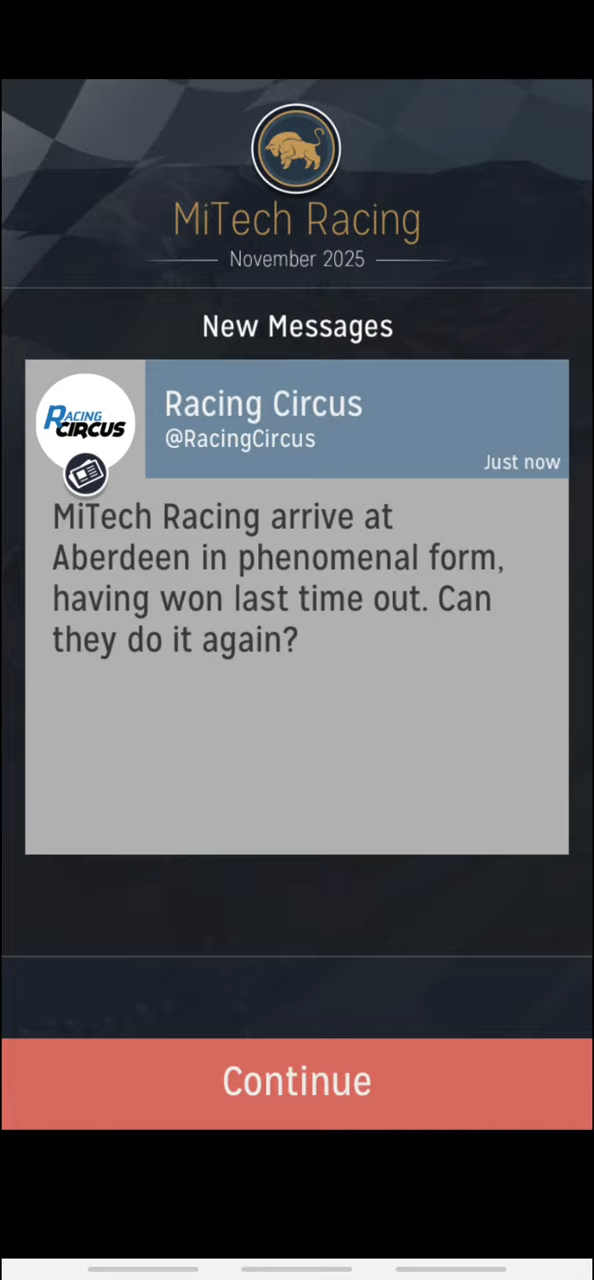 MiTech Racing
November 2025
New Messages
RACING
CIRCUS
Racing Circus
@RacingCircus
Just now
MiTech Racing arrive at
Aberdeen in phenomenal form,
having won last time out. Can
they do it again?
Continue